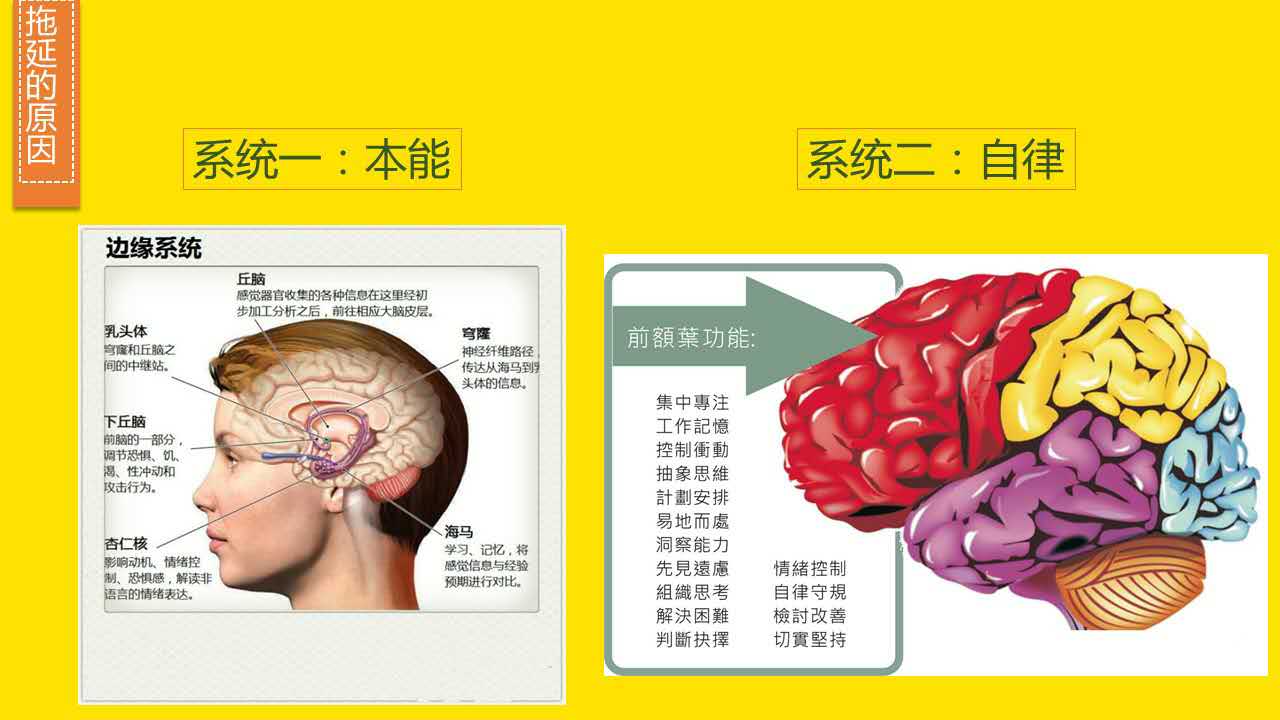 拖延的原因
系统一：本能
系统二：自律
边缘系统
丘脑
感觉器官收集的各种信息在这里经初
步加工分析之后，前往相应大脑皮层。
乳头体
穹窿和丘脑之
间的中继站。
穹窿
神经纤维路径，
传达从海马到乳
头体的信息。
下丘脑
前脑的一部分，
调节恐惧、饥、
渴、性冲动和
攻击行为。
杏仁核
影响动机、情绪控
制、恐惧感，解读非
语言的情绪表达。
海马
学习、记忆，将
感觉信息与经验
预期进行对比。
前額葉功能:
集中專注
工作記憶
控制衝動
抽象思維
計劃安排
易地而處
洞察能力
先見遠慮
組織思考
解決困難
判斷抉擇
情緒控制
自律守規
檢討改善
切實堅持